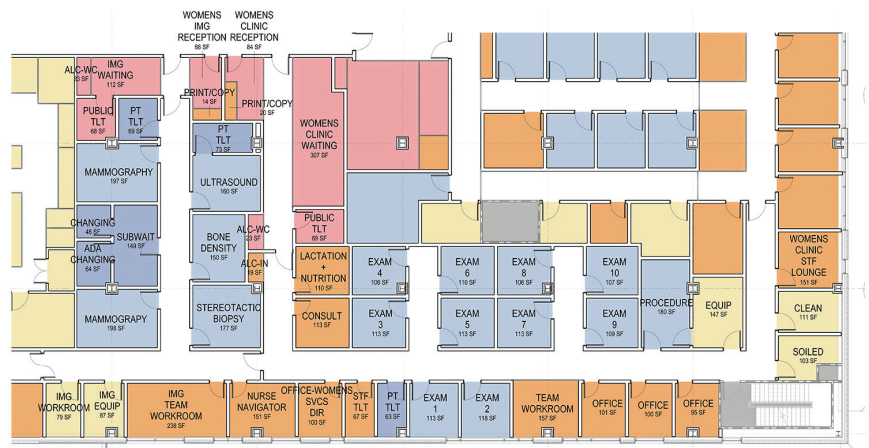 WOMENS
IMG
RECEPTION
68 SF
WOMENS
CLINIC
RECEPTION
84 SF
ALC-WC
23 SF
IMG
WAITING
112 SF
PRINT/COPY
14 SF
PRINT/COPY
20 SF
PUBLIC
TLT
68 SF
PT
TLT
69 SF
PT
TLT
73 SF
WOMENS
CLINIC
WAITING
307 SF
MAMMOGRAPHY
197 SF
ULTRASOUND
160 SF
CHANGING
48 SF
SUBWAIT
149 SF
ADA
CHANGING
64 SF
BONE
DENSITY
150 SF
ALC-WC
23 SF
ALC-IN
19 SF
PUBLIC
TLT
69 SF
LACTATION
+
NUTRITION
110 SF
EXAM
4
106 SF
EXAM
6
110 SF
EXAM
8
106 SF
EXAM
10
107 SF
WOMENS
CLINIC
STF
LOUNGE
151 SF
MAMMOGRAPY
198 SF
STEREOTACTIC
BIOPSY
177 SF
CONSULT
113 SF
EXAM
3
113 SF
EXAM
5
113 SF
EXAM
7
113 SF
EXAM
9
109 SF
PROCEDURE
180 SF
EQUIP
147 SF
CLEAN
111 SF
SOILED
103 SF
IMG
WORKROOM
79 SF
IMG
EQUIP
87 SF
IMG
TEAM
WORKROOM
238 SF
NURSE
NAVIGATOR
151 SF
OFFICE-WOMENS
SVCS
DIR
100 SF
STF
TLT
67 SF
PT
TLT
63 SF
EXAM
1
113 SF
EXAM
2
118 SF
TEAM
WORKROOM
157 SF
OFFICE
101 SF
OFFICE
100 SF
OFFICE
95 SF